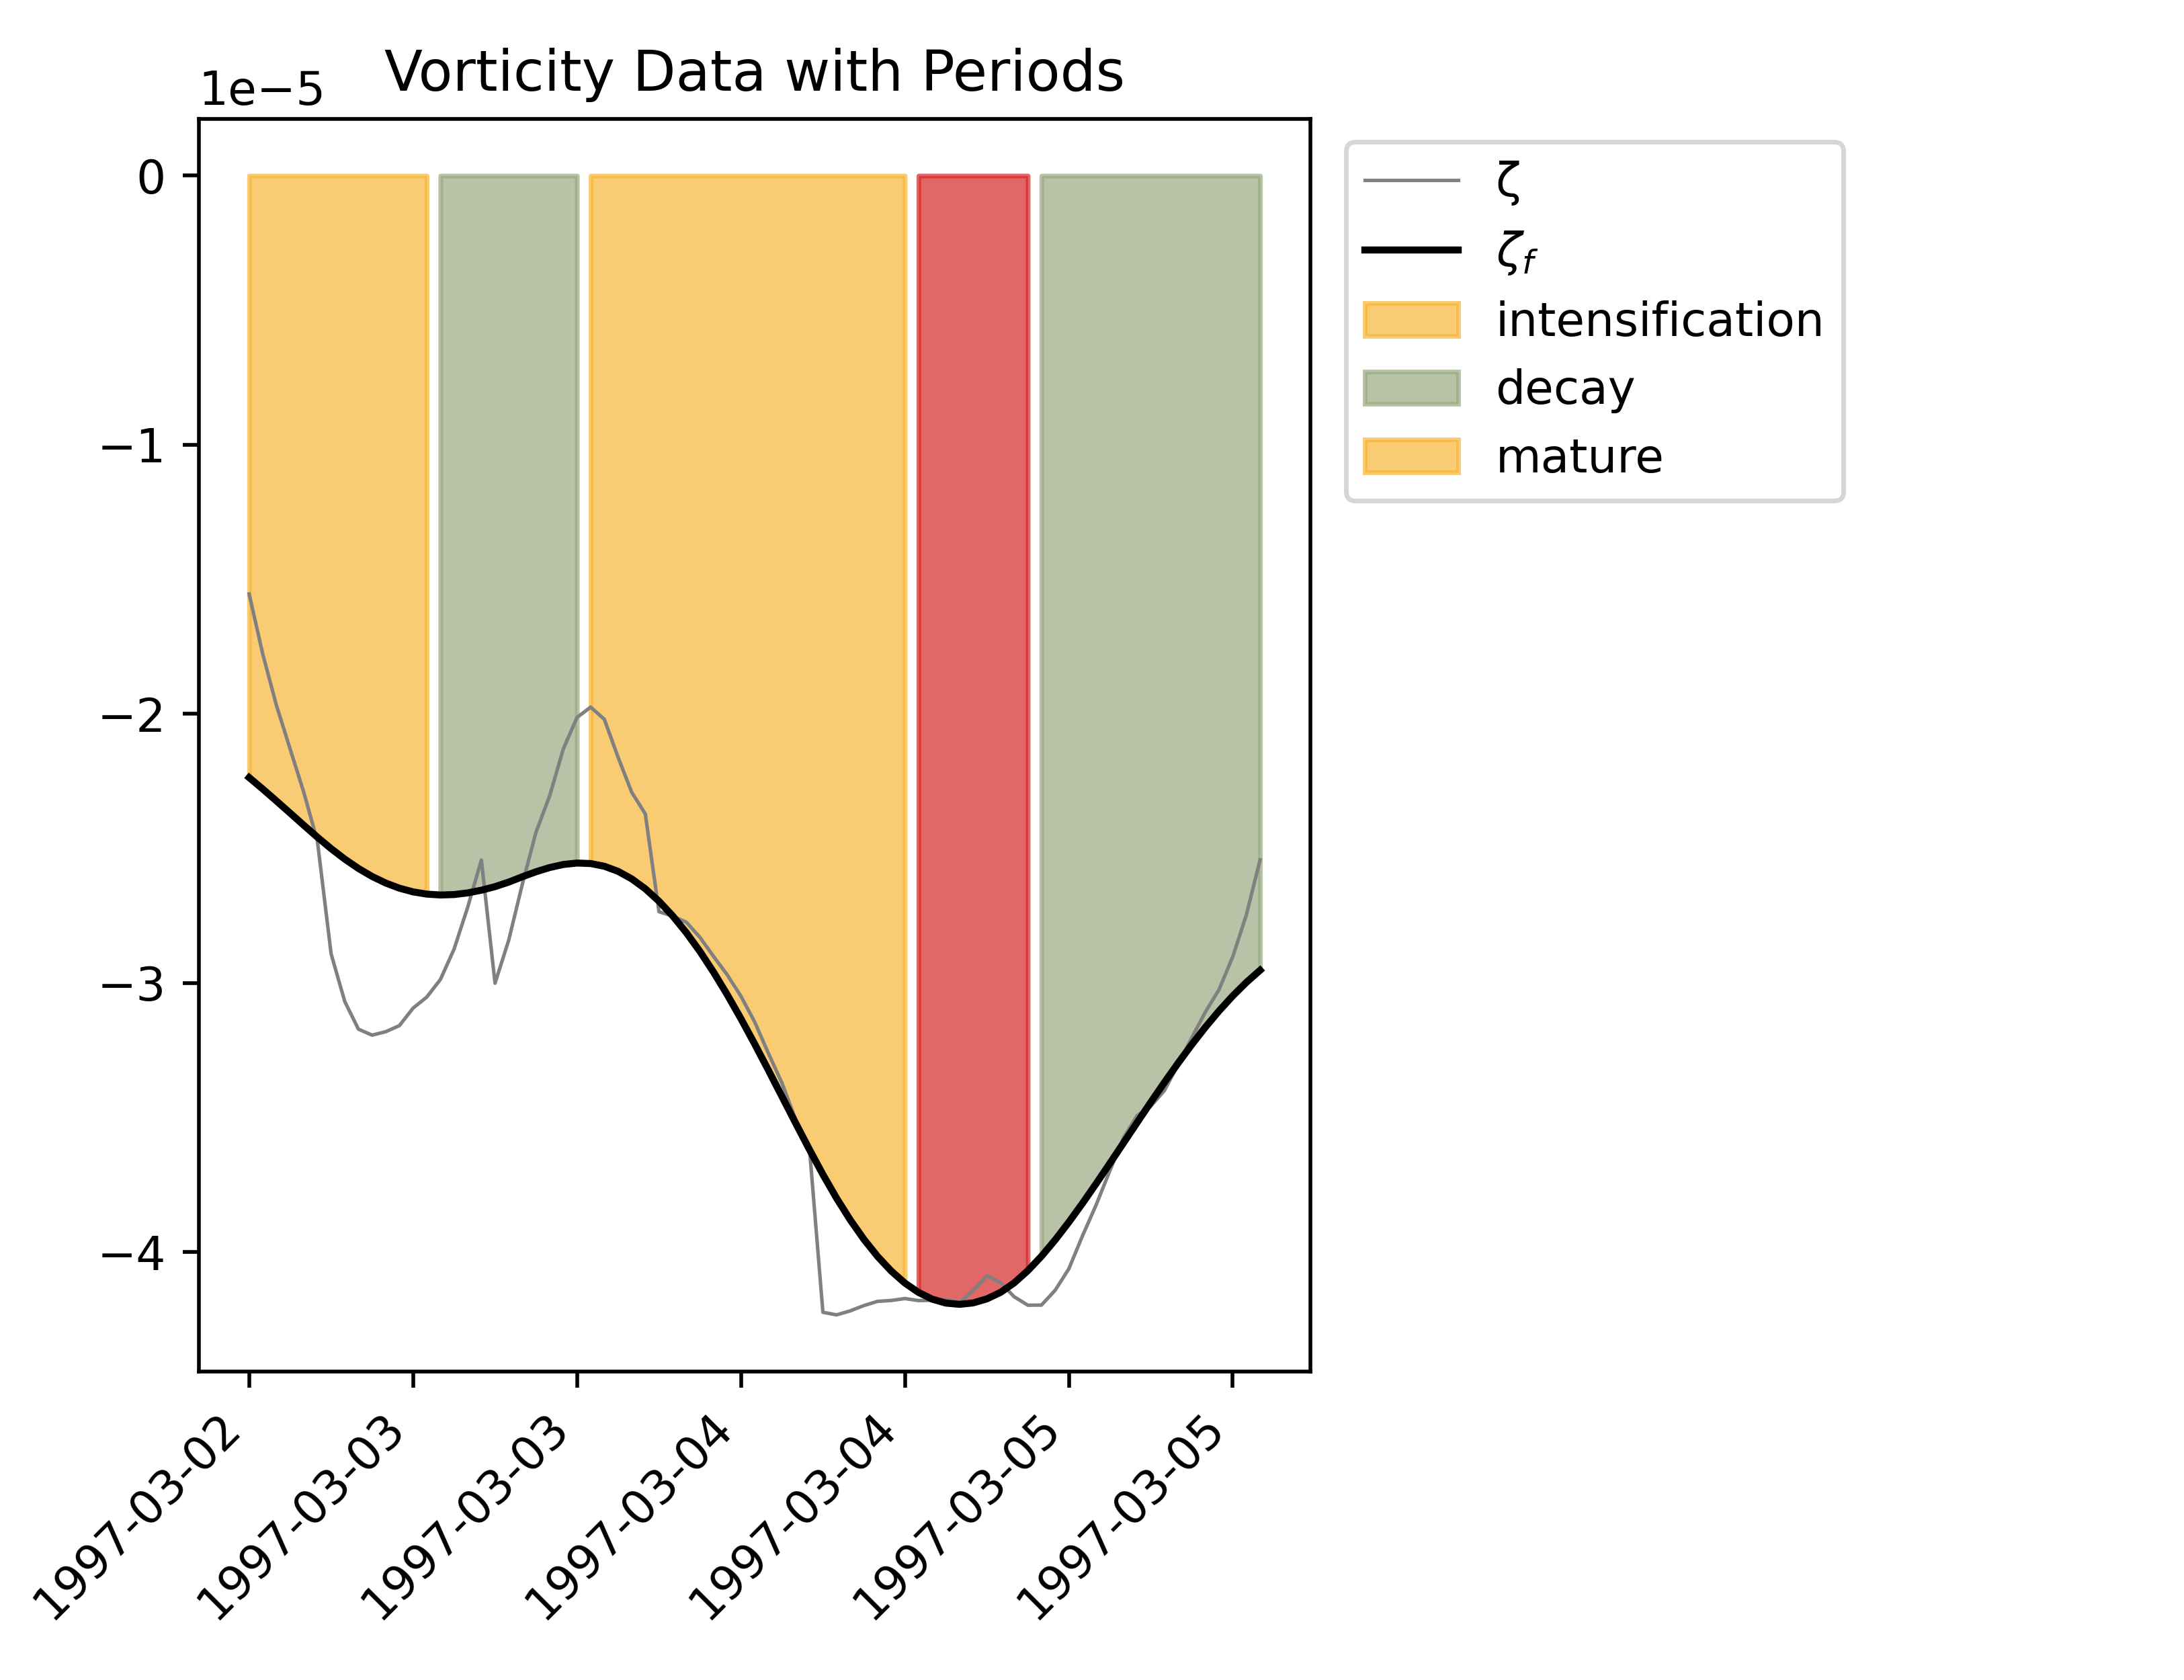 Vorticity Data with Periods
1e−5
0
−1
−2
−3
−4
1997-03-02
1997-03-03
1997-03-03
1997-03-04
1997-03-04
1997-03-05
1997-03-05
ζ
ζf
intensification
decay
mature